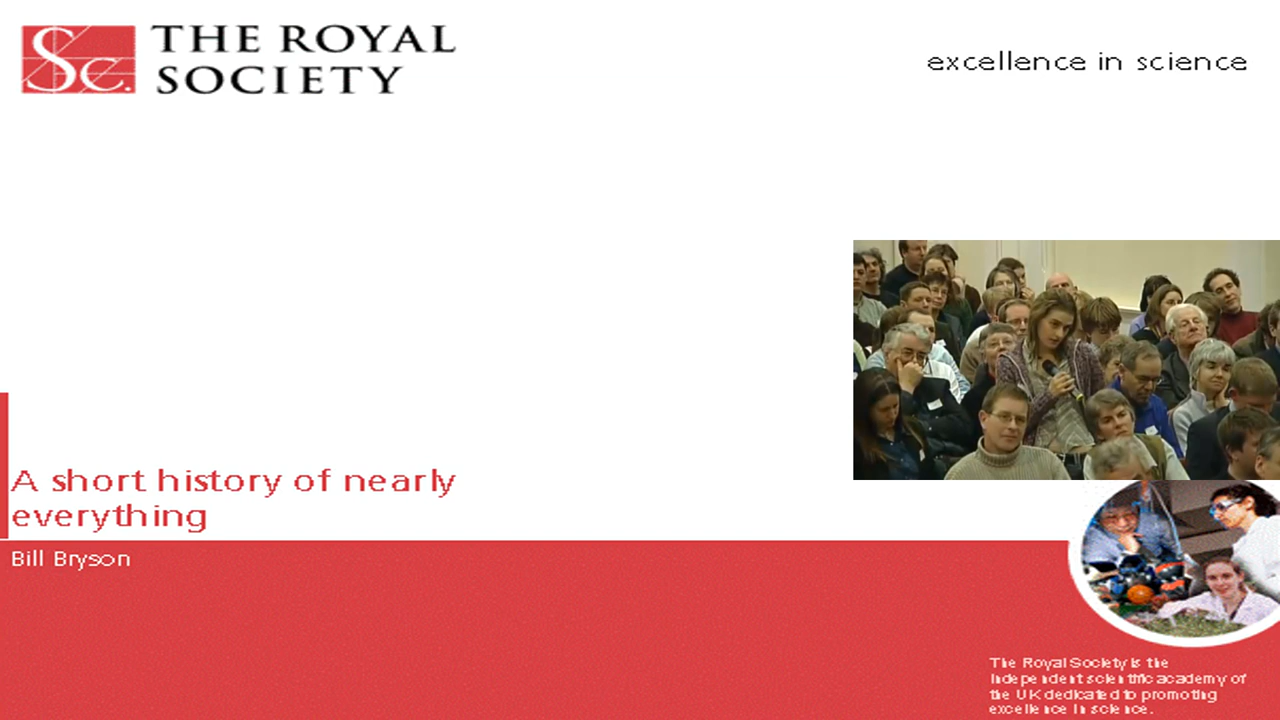 THE ROYAL
SOCIETY
excellence in science
A short history of nearly
everything
Bill Bryson
The Royal Society is the
independent scientific academy of
the UK dedicated to promoting
excellence in science.